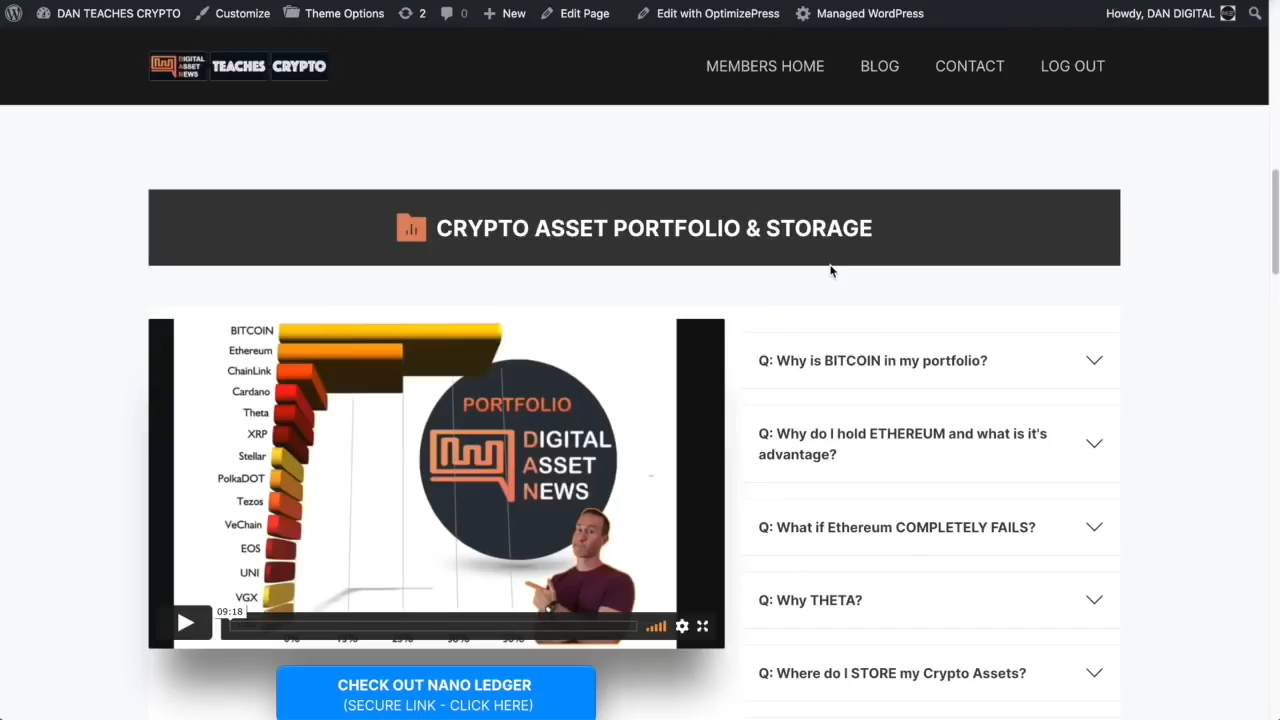 DAN TEACHES CRYPTO Customize Theme Options 2 0 New Edit Page Edit with OptimizePress Managed WordPress Howdy, DAN DIGITAL
DIGITAL ASSET NEWS TEACHES CRYPTO MEMBERS HOME BLOG CONTACT LOG OUT
CRYPTO ASSET PORTFOLIO & STORAGE
BITCOIN
Ethereum
ChainLink
Cardano
Theta
XRP
Stellar
PolkaDOT
Tezos
VeChain
EOS
UNI
VGX
PORTFOLIO
DIGITAL
ASSET
NEWS
09:18
CHECK OUT NANO LEDGER
(SECURE LINK - CLICK HERE)
Q: Why is BITCOIN in my portfolio?
Q: Why do I hold ETHEREUM and what is it's
advantage?
Q: What if Ethereum COMPLETELY FAILS?
Q: Why THETA?
Q: Where do I STORE my Crypto Assets?